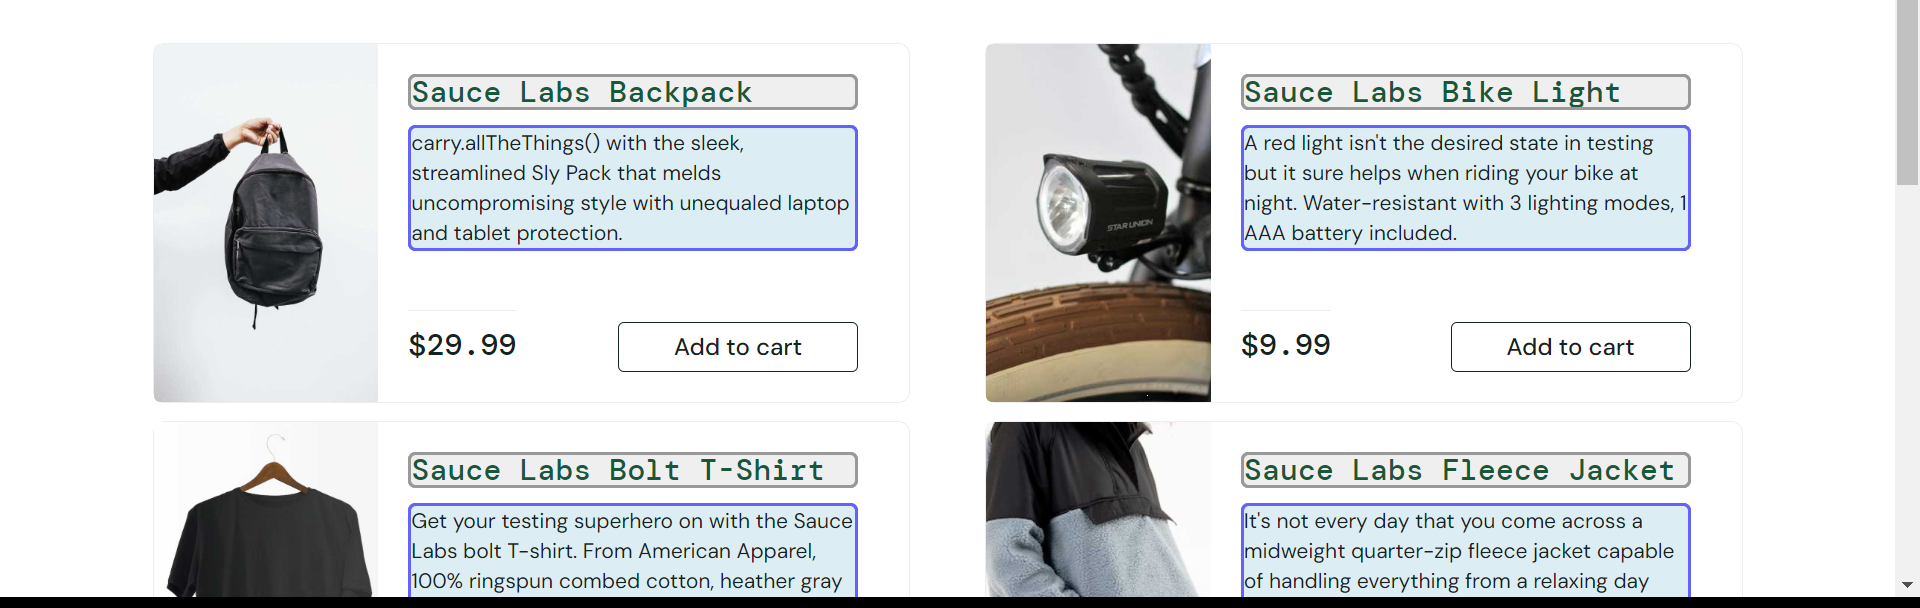 Sauce Labs Backpack
carry.allTheThings() with the sleek,
streamlined Sly Pack that melds
uncompromising style with unequaled laptop
and tablet protection.
$29.99
Add to cart
STAR UNION
Sauce Labs Bike Light
A red light isn't the desired state in testing
but it sure helps when riding your bike at
night. Water-resistant with 3 lighting modes, 1
AAA battery included.
$9.99
Add to cart
Sauce Labs Bolt T-Shirt
Get your testing superhero on with the Sauce
Labs bolt T-shirt. From American Apparel,
100% ringspun combed cotton, heather gray
Sauce Labs Fleece Jacket
It's not every day that you come across a
midweight quarter-zip fleece jacket capable
of handling everything from a relaxing day